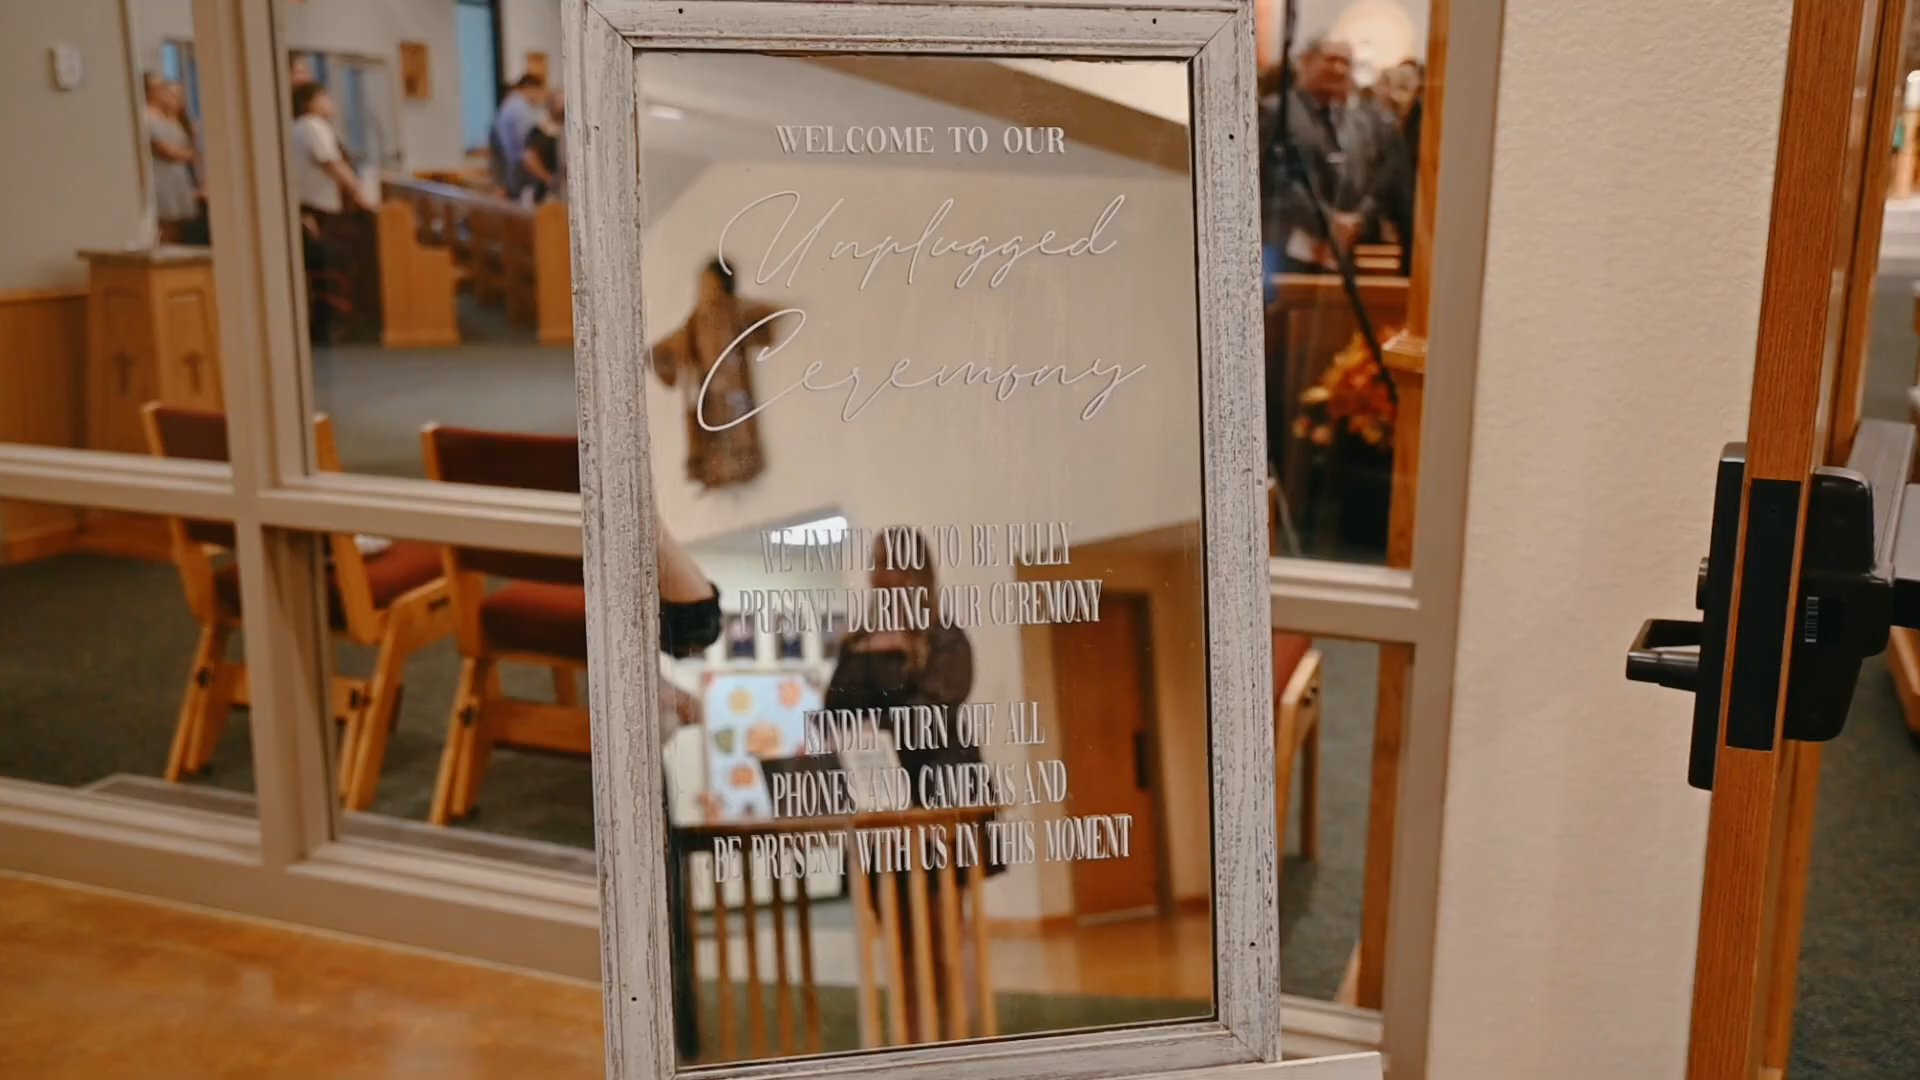 WELCOME TO OUR
Unplugged
Ceremony
WE INVITE YOU TO BE FULLY
PRESENT DURING OUR CEREMONY
KINDLY TURN OFF ALL
PHONES AND CAMERAS AND
BE PRESENT WITH US IN THIS MOMENT